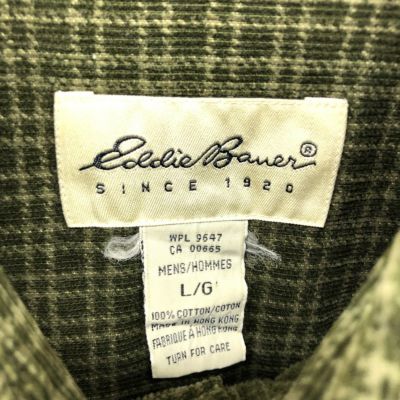 Eddie Bauer®
SINCE 1920
WPL 9647
CA 00665
MENS/HOMMES
L/G
100% COTTON/COTON
MADE IN HONG KONG
FABRIQUE À HONG KONG
TURN FOR CARE